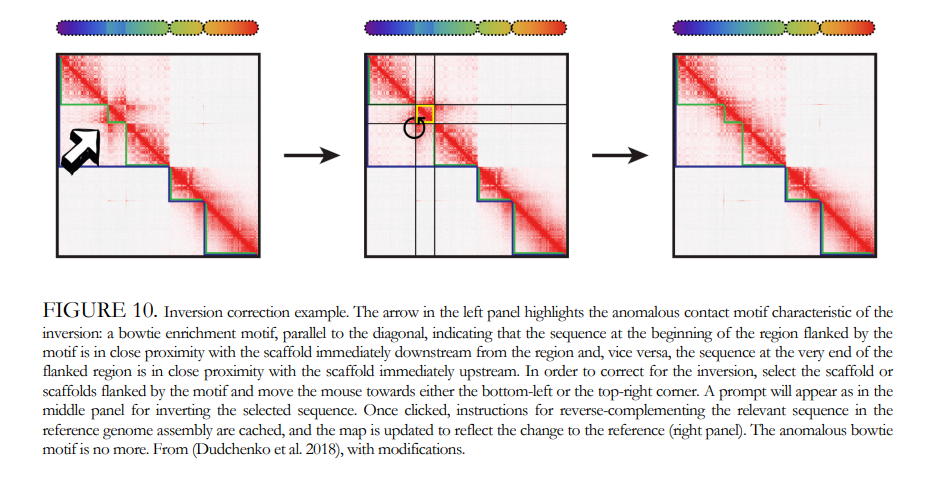 FIGURE 10. Inversion correction example. The arrow in the left panel highlights the anomalous contact motif characteristic of the
inversion: a bowtie enrichment motif, parallel to the diagonal, indicating that the sequence at the beginning of the region flanked by the
motif is in close proximity with the scaffold immediately downstream from the region and, vice versa, the sequence at the very end of the
flanked region is in close proximity with the scaffold immediately upstream. In order to correct for the inversion, select the scaffold or
scaffolds flanked by the motif and move the mouse towards either the bottom-left or the top-right corner. A prompt will appear as in the
middle panel for inverting the selected sequence. Once clicked, instructions for reverse-complementing the relevant sequence in the
reference genome assembly are cached, and the map is updated to reflect the change to the reference (right panel). The anomalous bowtie
motif is no more. From (Dudchenko et al. 2018), with modifications.